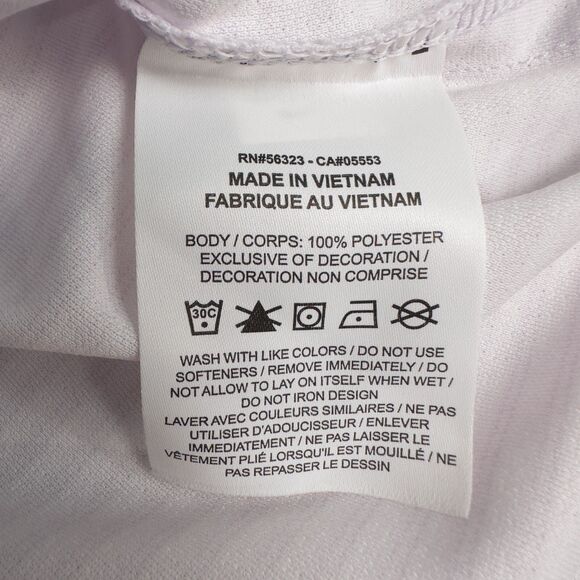 RN#56323 - CA#05553
MADE IN VIETNAM
FABRIQUE AU VIETNAM
BODY / CORPS: 100% POLYESTER
EXCLUSIVE OF DECORATION /
DECORATION NON COMPRISE
30C
WASH WITH LIKE COLORS / DO NOT USE
SOFTENERS / REMOVE IMMEDIATELY / DO
NOT ALLOW TO LAY ON ITSELF WHEN WET /
DO NOT IRON DESIGN
LAVER AVEC COULEURS SIMILAIRES / NE PAS
UTILISER D'ADOUCISSEUR / ENLEVER
IMMEDIATEMENT / NE PAS LAISSER LE
VÊTEMENT PLIÉ LORSQU'IL EST MOUILLÉ / NE
PAS REPASSER LE DESSIN